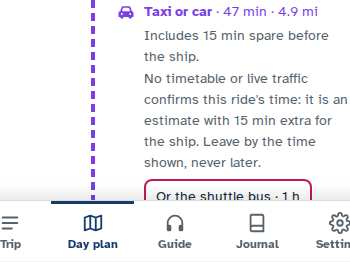 Taxi or car · 47 min · 4.9 mi
Includes 15 min spare before
the ship.
No timetable or live traffic
confirms this ride's time: it is an
estimate with 15 min extra for
the ship. Leave by the time
shown, never later.
Or the shuttle bus · 1 h
Trip
Day plan
Guide
Journal
Settin